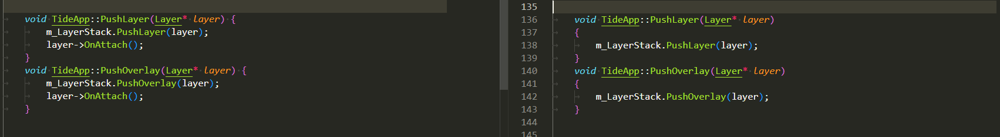 void TideApp::PushLayer(Layer* layer) {
m_LayerStack.PushLayer(layer);
layer->OnAttach();
}
void TideApp::PushOverlay(Layer* layer) {
m_LayerStack.PushOverlay(layer);
layer->OnAttach();
}
135
136 void TideApp::PushLayer(Layer* layer)
137 {
138 m_LayerStack.PushLayer(layer);
139 }
140 void TideApp::PushOverlay(Layer* layer)
141 {
142 m_LayerStack.PushOverlay(layer);
143 }
144
145